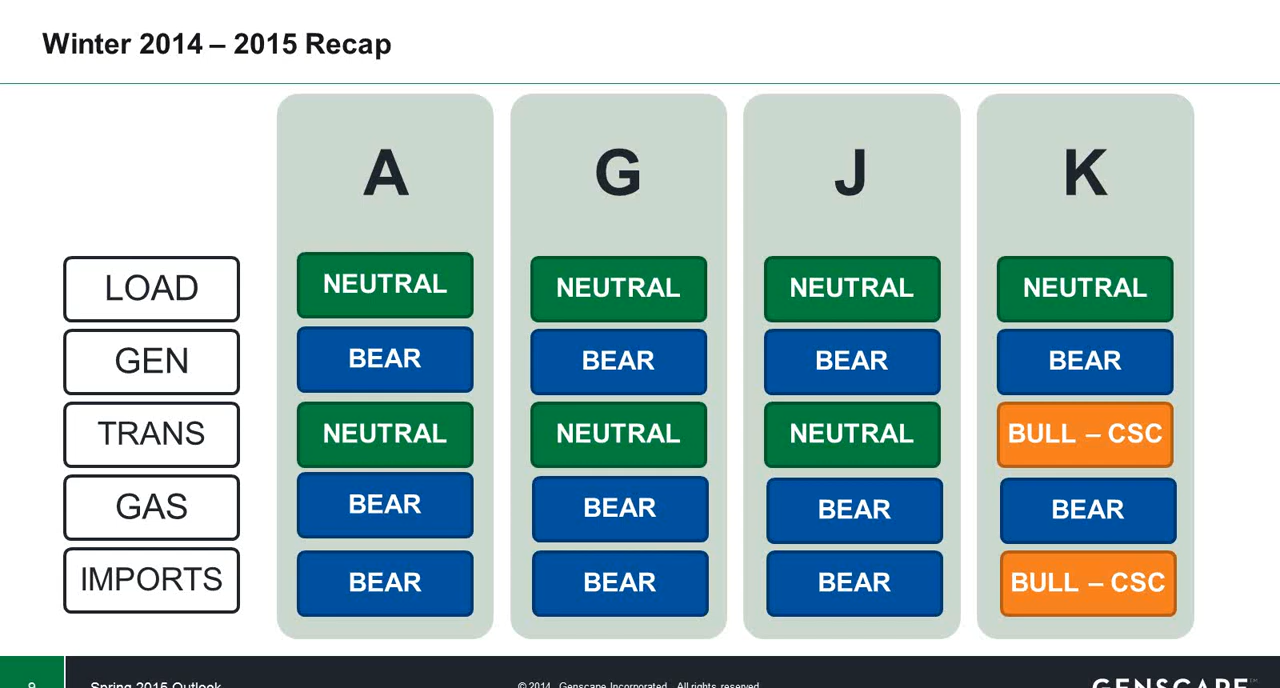 Winter 2014 – 2015 Recap
A G J K
LOAD NEUTRAL NEUTRAL NEUTRAL NEUTRAL
GEN BEAR BEAR BEAR BEAR
TRANS NEUTRAL NEUTRAL NEUTRAL BULL – CSC
GAS BEAR BEAR BEAR BEAR
IMPORTS BEAR BEAR BEAR BULL – CSC
9 Spring 2015 Outlook © 2014 Genscape Incorporated. All rights reserved. GENSCAPE™